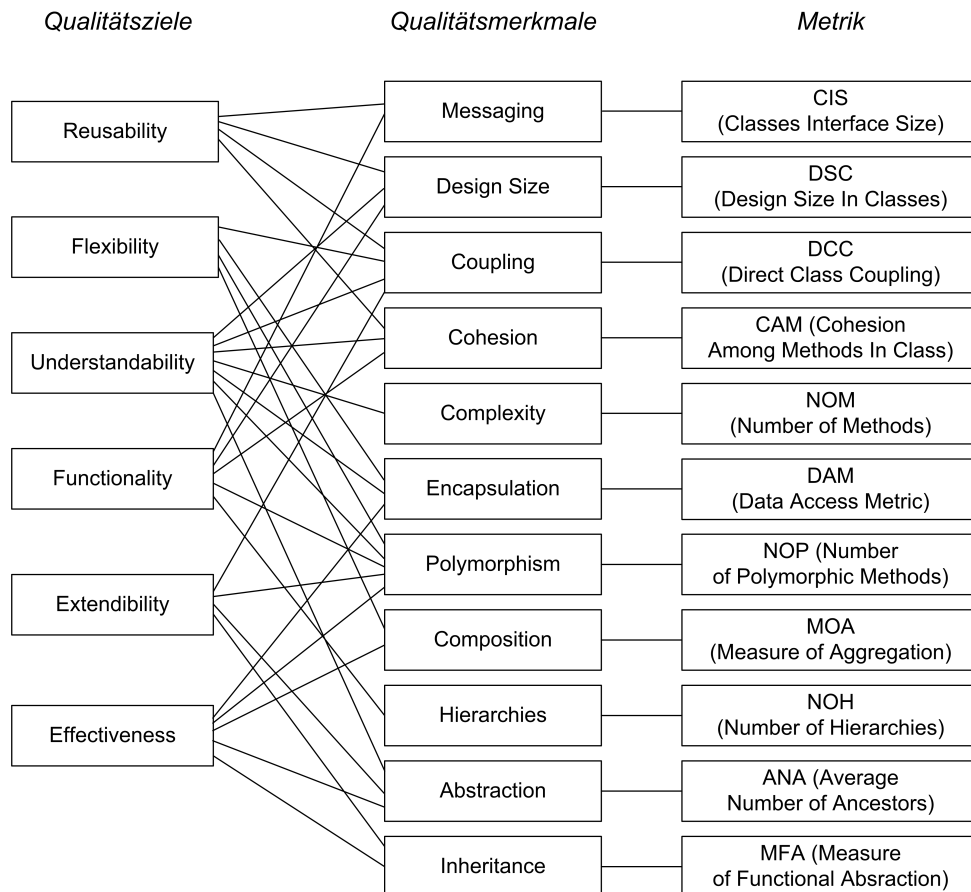 Qualitätsziele
Qualitätsmerkmale
Metrik
Reusability
Flexibility
Understandability
Functionality
Extendibility
Effectiveness
Messaging
Design Size
Coupling
Cohesion
Complexity
Encapsulation
Polymorphism
Composition
Hierarchies
Abstraction
Inheritance
CIS
(Classes Interface Size)
DSC
(Design Size In Classes)
DCC
(Direct Class Coupling)
CAM (Cohesion
Among Methods In Class)
NOM
(Number of Methods)
DAM
(Data Access Metric)
NOP (Number
of Polymorphic Methods)
MOA
(Measure of Aggregation)
NOH
(Number of Hierarchies)
ANA (Average
Number of Ancestors)
MFA (Measure
of Functional Absraction)